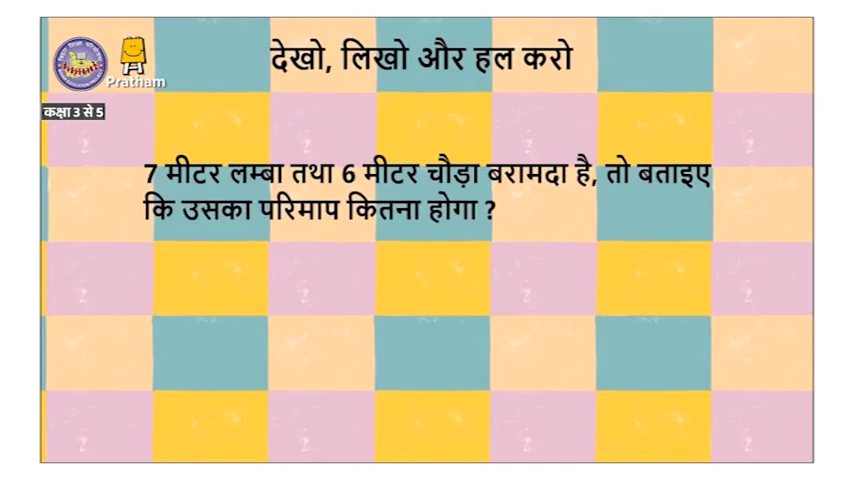 देखो, लिखो और हल करो
Pratham
कक्षा 3 से 5
7 मीटर लम्बा तथा 6 मीटर चौड़ा बरामदा है, तो बताइए
कि उसका परिमाप कितना होगा ?